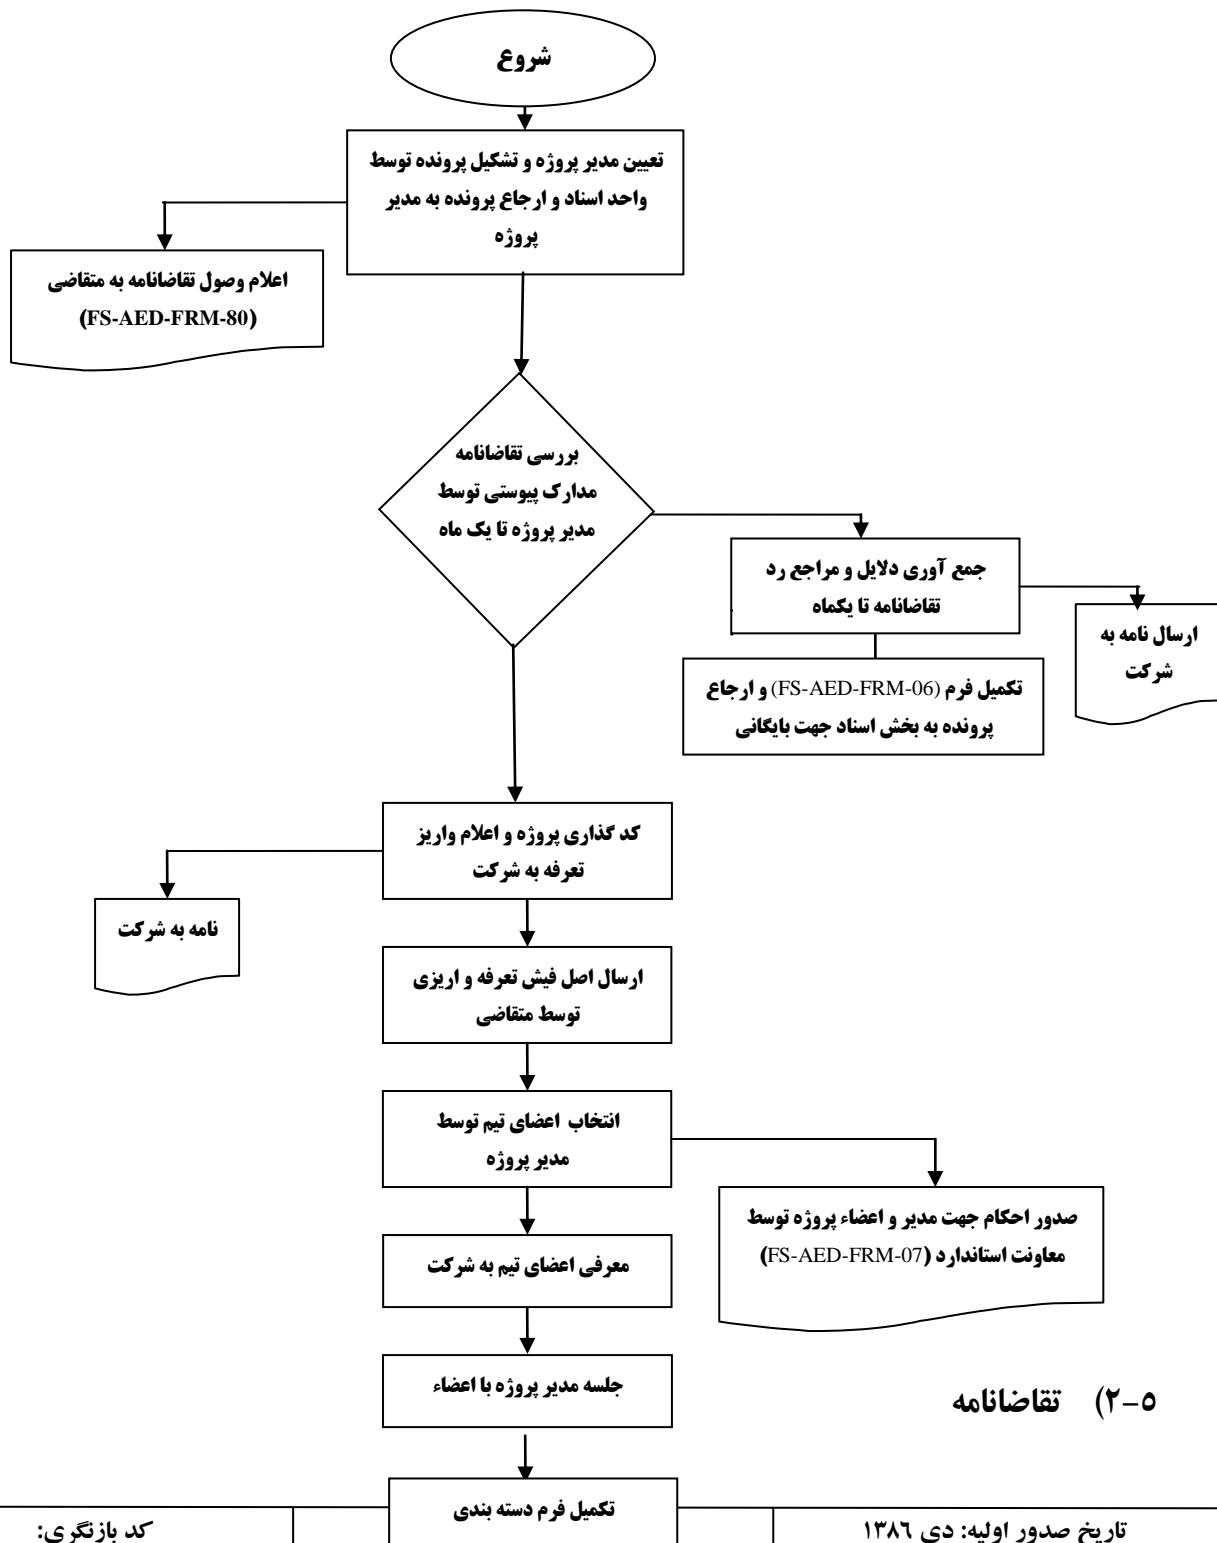 شروع
تعیین مدیر پروژه و تشکیل پرونده توسط
واحد اسناد و ارجاع پرونده به مدیر
پروژه
اعلام وصول تقاضانامه به متقاضی
(FS-AED-FRM-80)
بررسی تقاضانامه
مدارک پیوستی توسط
مدیر پروژه تا یک ماه
جمع آوری دلایل و مراجع رد
تقاضانامه تا یکماه
ارسال نامه به
شرکت
تکمیل فرم (FS-AED-FRM-06) و ارجاع
پرونده به بخش اسناد جهت بایگانی
کد گذاری پروژه و اعلام واریز
تعرفه به شرکت
نامه به شرکت
ارسال اصل فیش تعرفه و اریزی
توسط متقاضی
انتخاب اعضای تیم توسط
مدیر پروژه
صدور احکام جهت مدیر و اعضاء پروژه توسط
معاونت استاندارد (FS-AED-FRM-07)
معرفی اعضای تیم به شرکت
جلسه مدیر پروژه با اعضاء
۵-۲) تقاضانامه
تکمیل فرم دسته بندی
تاریخ صدور اولیه: دی ۱۳۸۶
کد بازنگری: